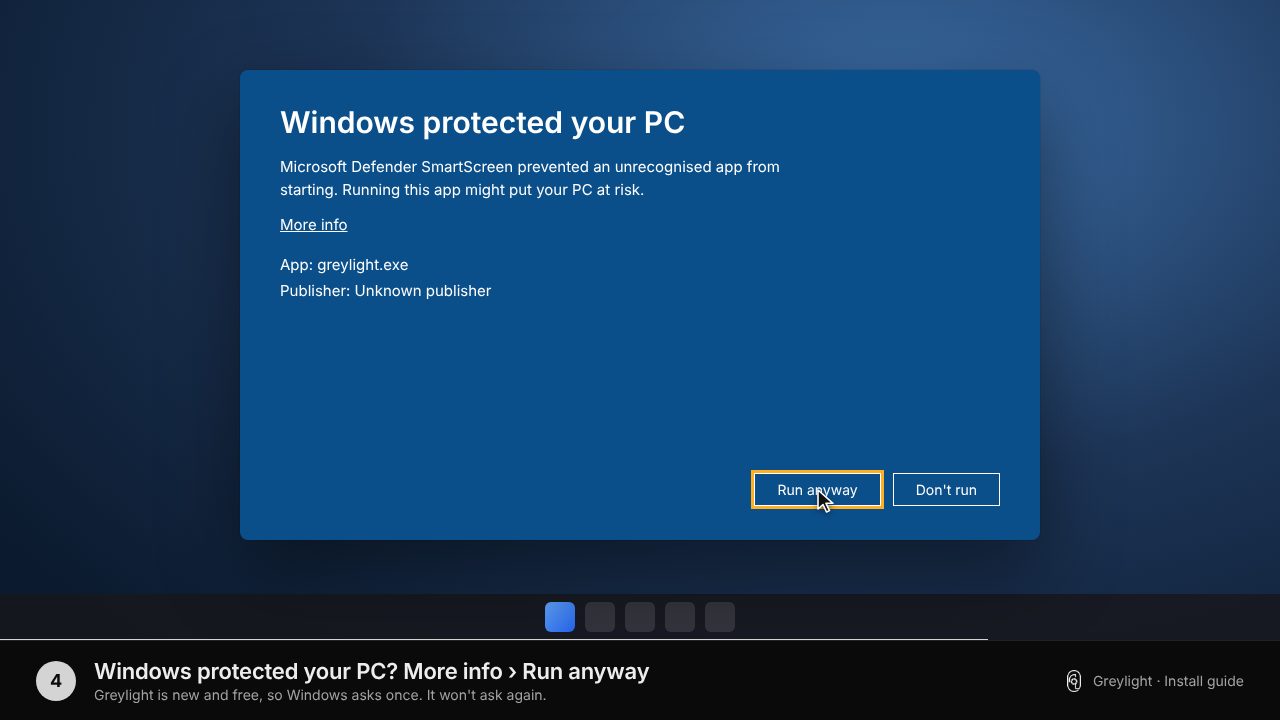 Windows protected your PC
Microsoft Defender SmartScreen prevented an unrecognised app from
starting. Running this app might put your PC at risk.
More info
App: greylight.exe
Publisher: Unknown publisher
Run anyway
Don't run
4
Windows protected your PC? More info › Run anyway
Greylight is new and free, so Windows asks once. It won't ask again.
Greylight · Install guide